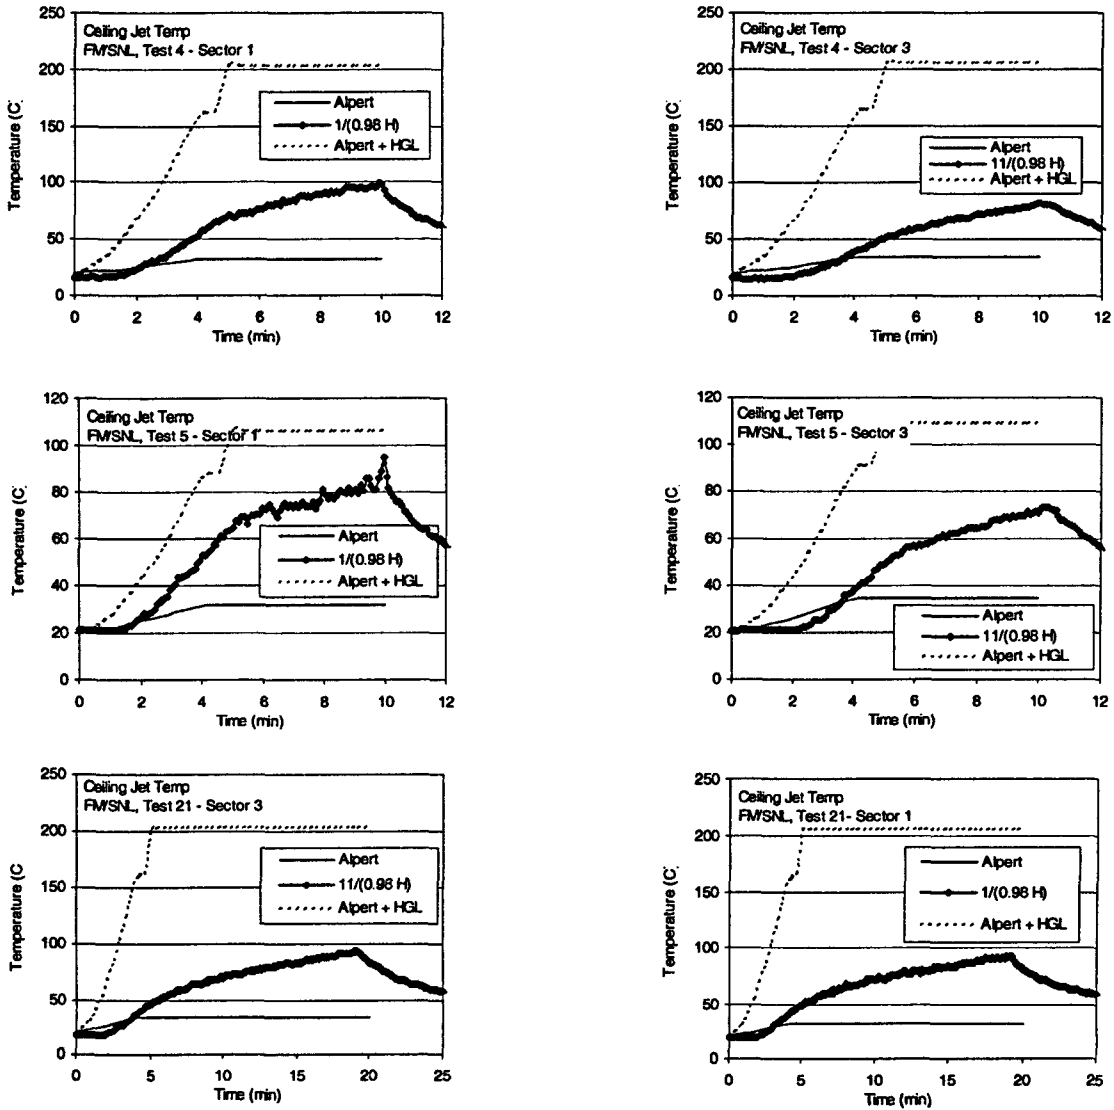 Ceiling Jet Temp
FM/SNL, Test 4 - Sector 1
Temperature (C)
250
200
150
100
50
0
Alpert
1/(0.98 H)
Alpert + HGL
0 2 4 6 8 10 12
Time (min)
Ceiling Jet Temp
FM/SNL, Test 4 - Sector 3
Temperature (C)
250
200
150
100
50
0
Alpert
11/(0.98 H)
Alpert + HGL
0 2 4 6 8 10 12
Time (min)
Ceiling Jet Temp
FM/SNL, Test 5 - Sector 1
Temperature (C)
120
100
80
60
40
20
0
Alpert
1/(0.98 H)
Alpert + HGL
0 2 4 6 8 10 12
Time (min)
Ceiling Jet Temp
FM/SNL, Test 5 - Sector 3
Temperature (C)
120
100
80
60
40
20
0
Alpert
11/(0.98 H)
Alpert + HGL
0 2 4 6 8 10 12
Time (min)
Ceiling Jet Temp
FM/SNL, Test 21 - Sector 3
Temperature (C
250
200
150
100
50
0
Alpert
11/(0.98 H)
Alpert + HGL
0 5 10 15 20 25
Time (min)
Ceiling Jet Temp
FM/SNL, Test 21- Sector 1
Temperature (C)
250
200
150
100
50
0
Alpert
1/(0.98 H)
Alpert + HGL
0 5 10 15 20 25
Time (min)